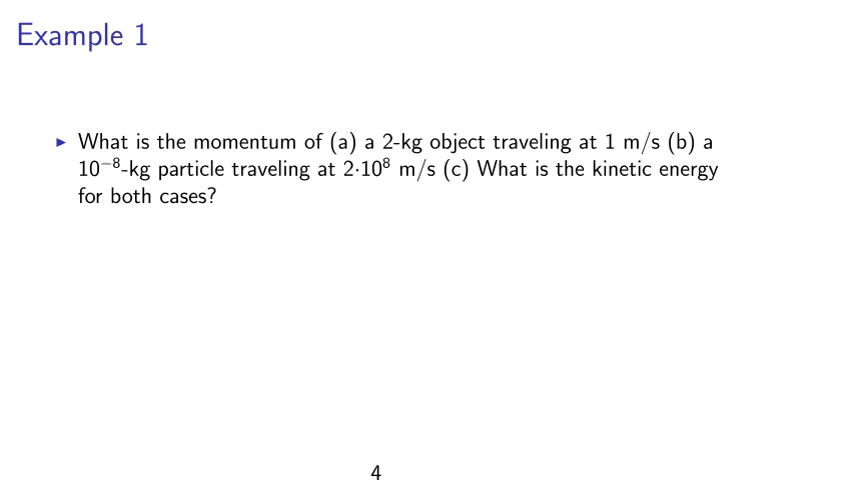 Example 1
▶ What is the momentum of (a) a 2-kg object traveling at 1 m/s (b) a
10⁻⁸-kg particle traveling at 2·10⁸ m/s (c) What is the kinetic energy
for both cases?
4